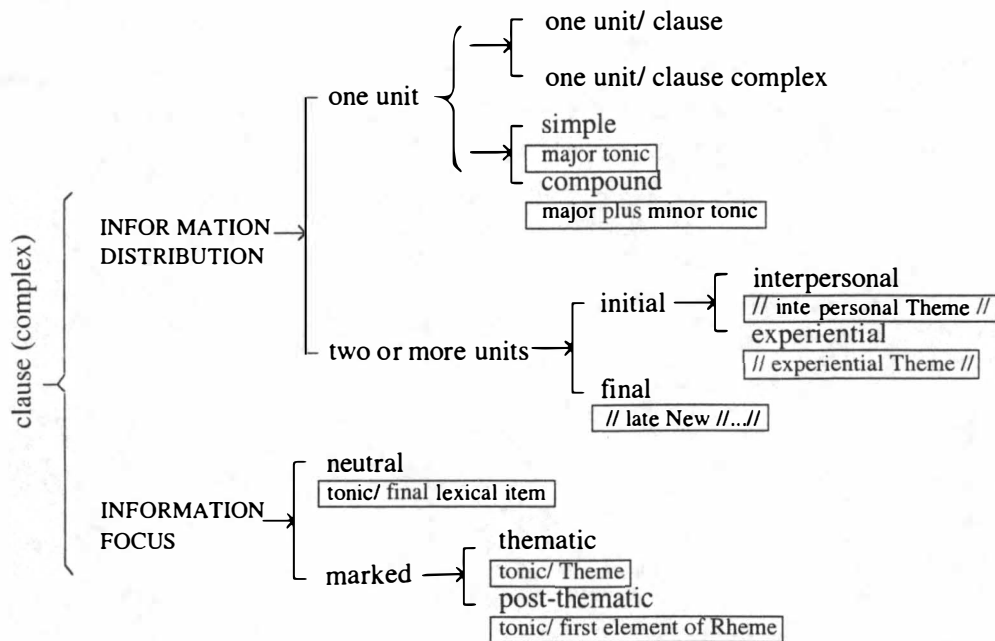 one unit/ clause
one unit/ clause complex
one unit
simple
major tonic
compound
major plus minor tonic
clause (complex)
INFOR MATION
DISTRIBUTION
interpersonal
// inte personal Theme //
initial
experiential
// experiential Theme //
two or more units
final
// late New //...//
neutral
tonic/ final lexical item
INFORMATION
FOCUS
thematic
tonic/ Theme
marked
post-thematic
tonic/ first element of Rheme